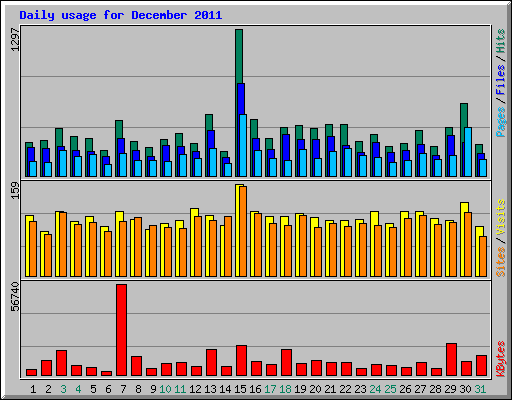 Daily usage for December 2011
1297
159
56740
Pages / Files / Hits
Sites / Visits
KBytes
1 2 3 4 5 6 7 8 9 10 11 12 13 14 15 16 17 18 19 20 21 22 23 24 25 26 27 28 29 30 31